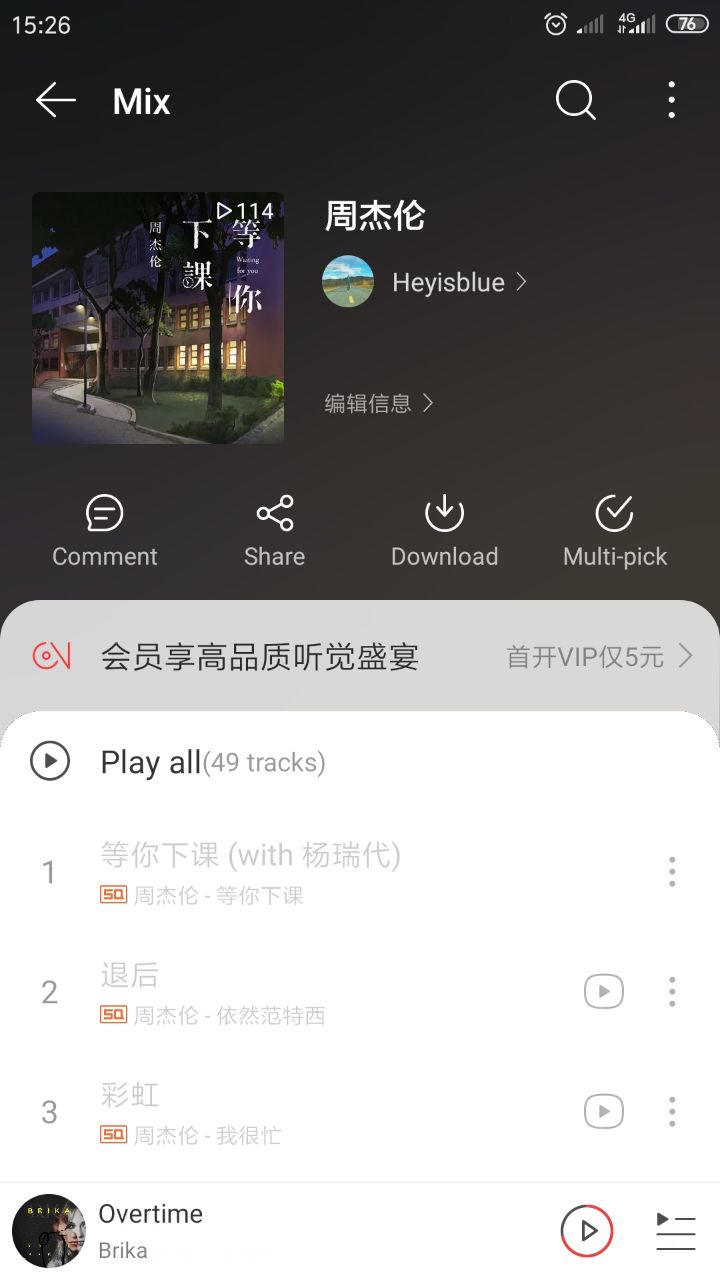 15:26
4G
76
Mix
114
周杰伦
下課
等你
Waiting
for you
周杰伦
Heyisblue
编辑信息
Comment
Share
Download
Multi-pick
会员享高品质听觉盛宴
首开VIP仅5元
Play all(49 tracks)
1
等你下课 (with 杨瑞代)
SQ 周杰伦 - 等你下课
2
退后
SQ 周杰伦 - 依然范特西
3
彩虹
SQ 周杰伦 - 我很忙
BRIKA
Overtime
Brika